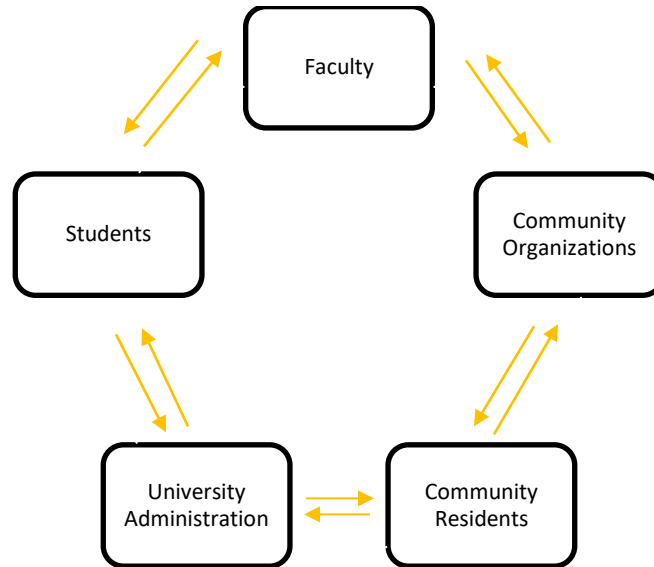 Faculty
Students
Community
Organizations
University
Administration
Community
Residents